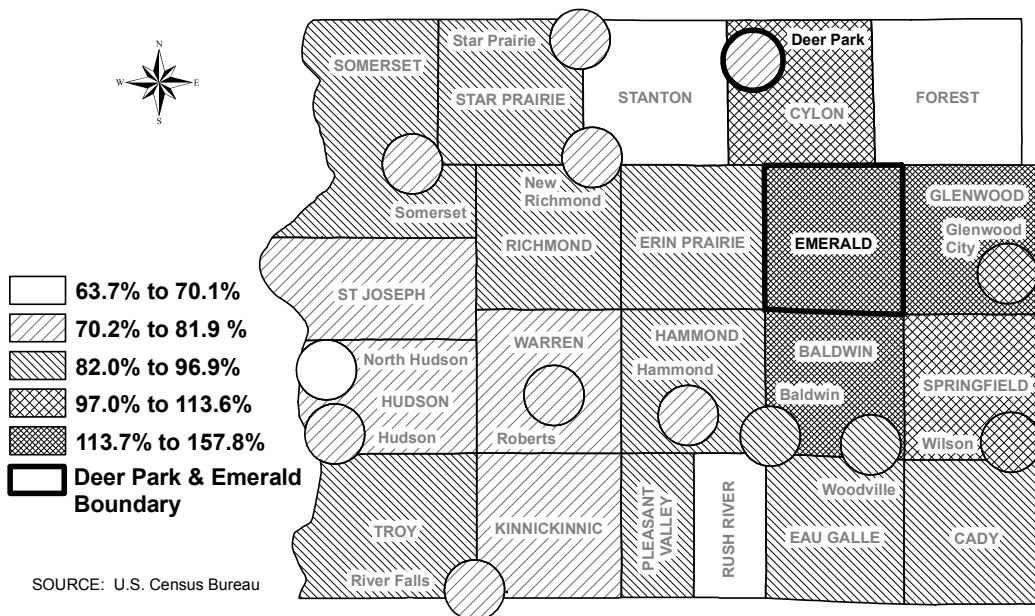 N
W E
S
Star Prairie
Deer Park
SOMERSET
STAR PRAIRIE
STANTON
CYLON
FOREST
New
Richmond
Somerset
RICHMOND
ERIN PRAIRIE
EMERALD
GLENWOOD
Glenwood
City
ST JOSEPH
63.7% to 70.1%
70.2% to 81.9 %
82.0% to 96.9%
97.0% to 113.6%
113.7% to 157.8%
Deer Park & Emerald
Boundary
North Hudson
HUDSON
Hudson
WARREN
Roberts
HAMMOND
Hammond
BALDWIN
Baldwin
SPRINGFIELD
Wilson
Woodville
TROY
River Falls
KINNICKINNIC
PLEASANT
VALLEY
RUSH RIVER
EAU GALLE
CADY
SOURCE: U.S. Census Bureau